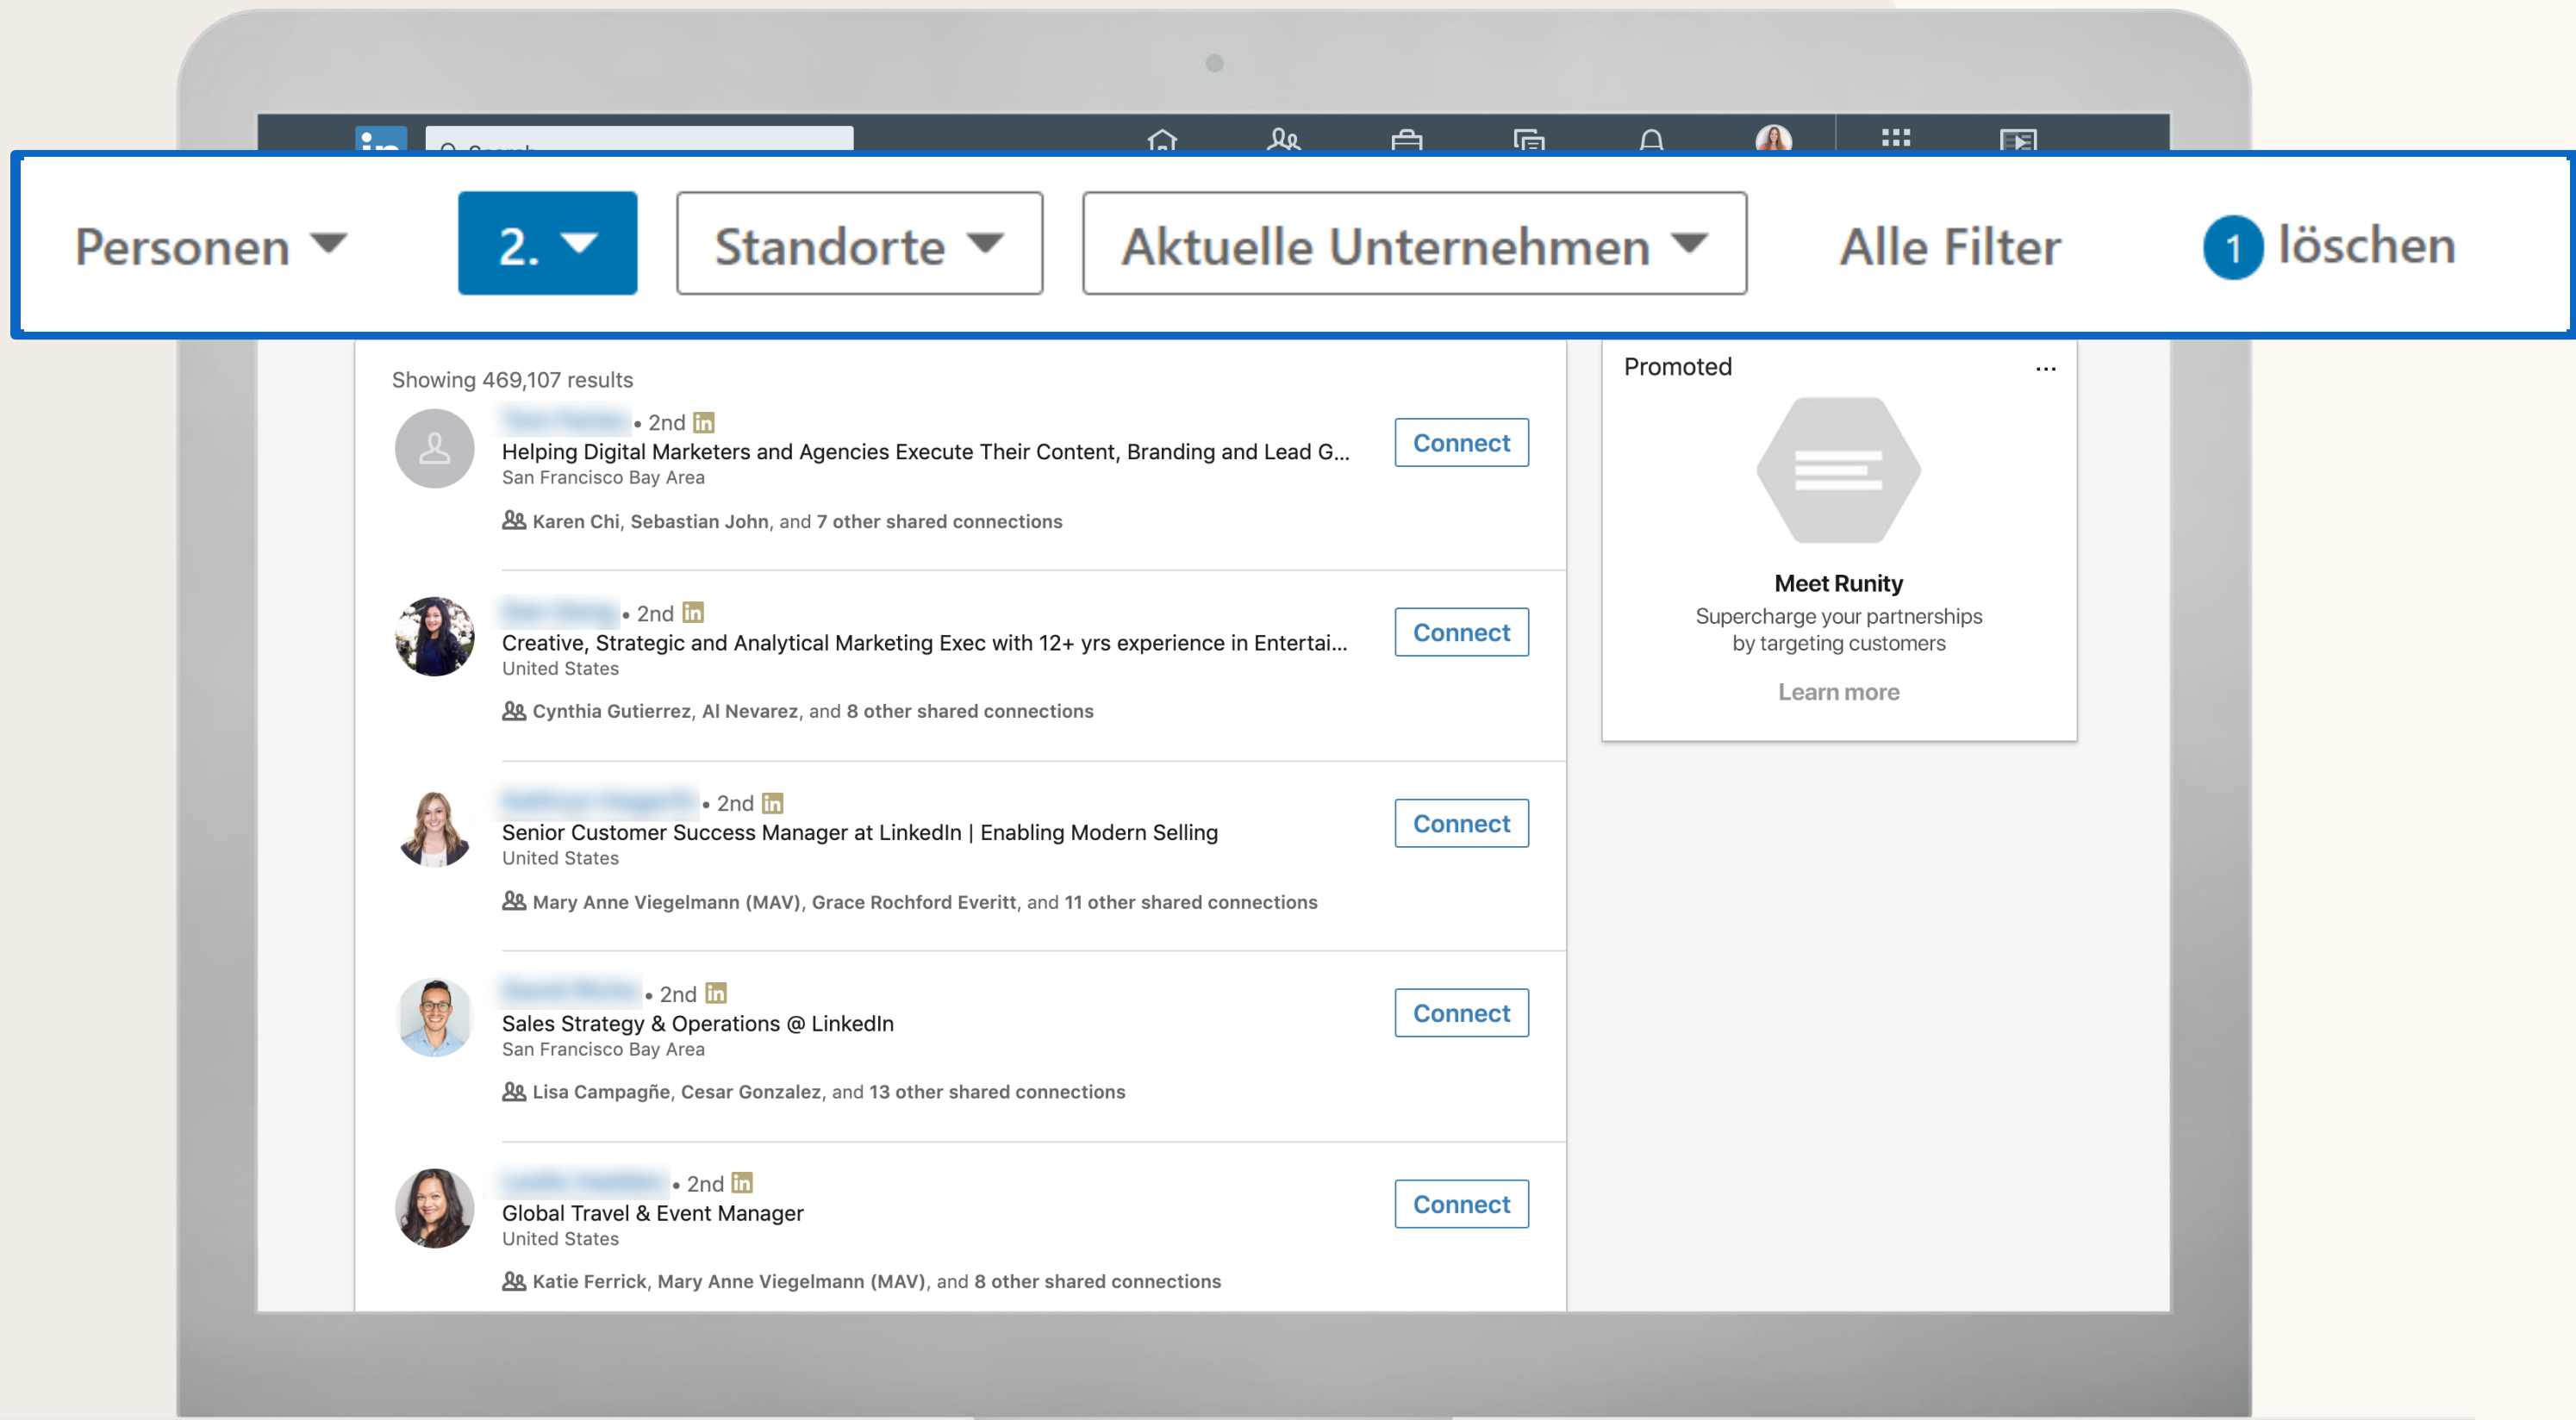 in
Personen
2.
Standorte
Aktuelle Unternehmen
Alle Filter
1 löschen
Showing 469,107 results
• 2nd in
Helping Digital Marketers and Agencies Execute Their Content, Branding and Lead G...
San Francisco Bay Area
Karen Chi, Sebastian John, and 7 other shared connections
Connect
• 2nd in
Creative, Strategic and Analytical Marketing Exec with 12+ yrs experience in Entertai...
United States
Cynthia Gutierrez, Al Nevarez, and 8 other shared connections
Connect
• 2nd in
Senior Customer Success Manager at LinkedIn | Enabling Modern Selling
United States
Mary Anne Viegelmann (MAV), Grace Rochford Everitt, and 11 other shared connections
Connect
• 2nd in
Sales Strategy & Operations @ LinkedIn
San Francisco Bay Area
Lisa Campagñe, Cesar Gonzalez, and 13 other shared connections
Connect
• 2nd in
Global Travel & Event Manager
United States
Katie Ferrick, Mary Anne Viegelmann (MAV), and 8 other shared connections
Connect
Promoted
...
Meet Runity
Supercharge your partnerships
by targeting customers
Learn more